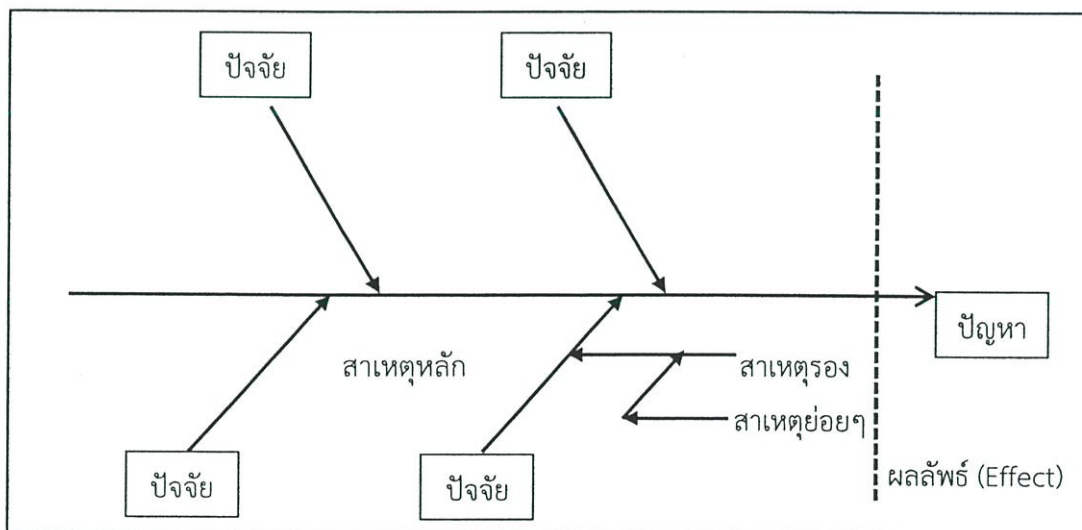 ปัจจัย
ปัจจัย
ปัญหา
สาเหตุหลัก
สาเหตุรอง
สาเหตุย่อยๆ
ปัจจัย
ปัจจัย
ผลลัพธ์ (Effect)